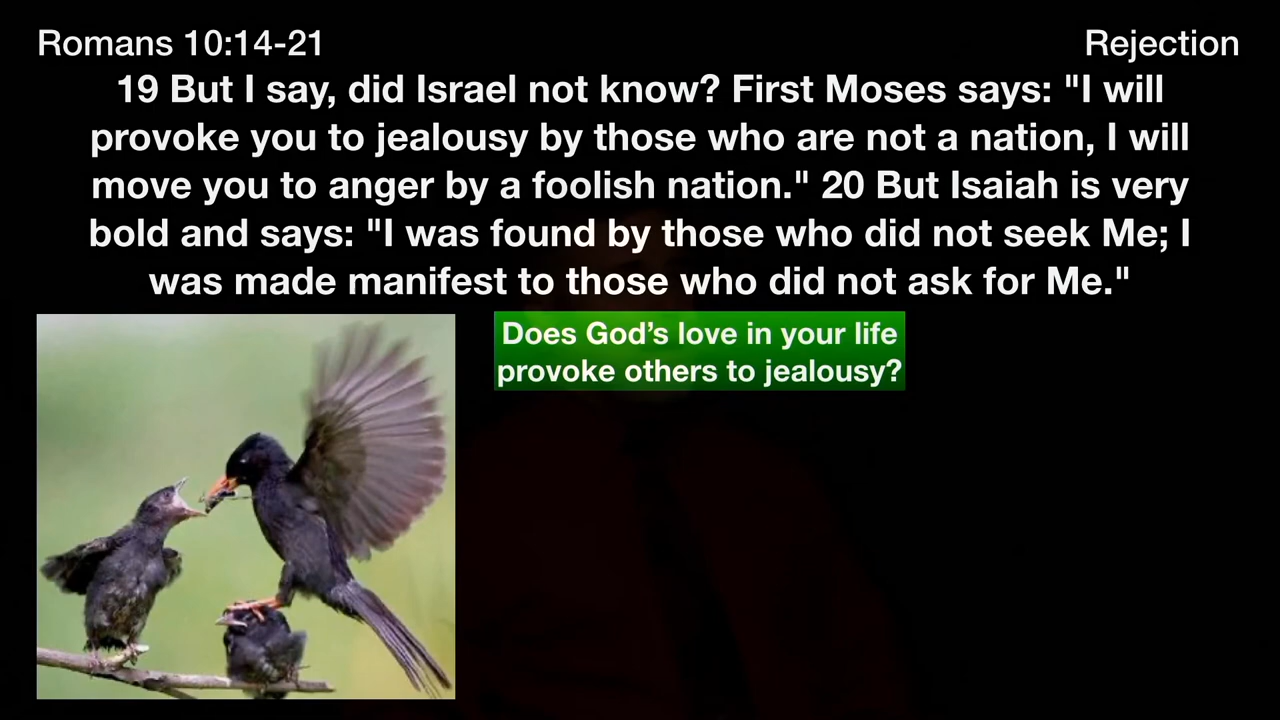 Romans 10:14-21
Rejection
19 But I say, did Israel not know? First Moses says: "I will
provoke you to jealousy by those who are not a nation, I will
move you to anger by a foolish nation." 20 But Isaiah is very
bold and says: "I was found by those who did not seek Me; I
was made manifest to those who did not ask for Me."
Does God’s love in your life
provoke others to jealousy?